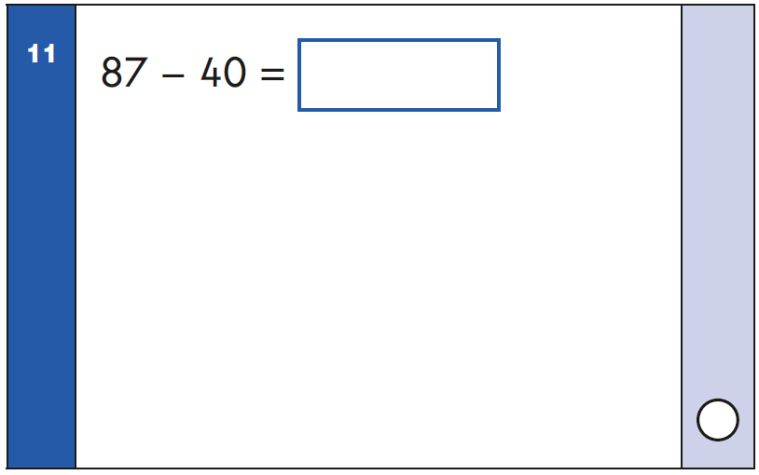 11
87 – 40 =